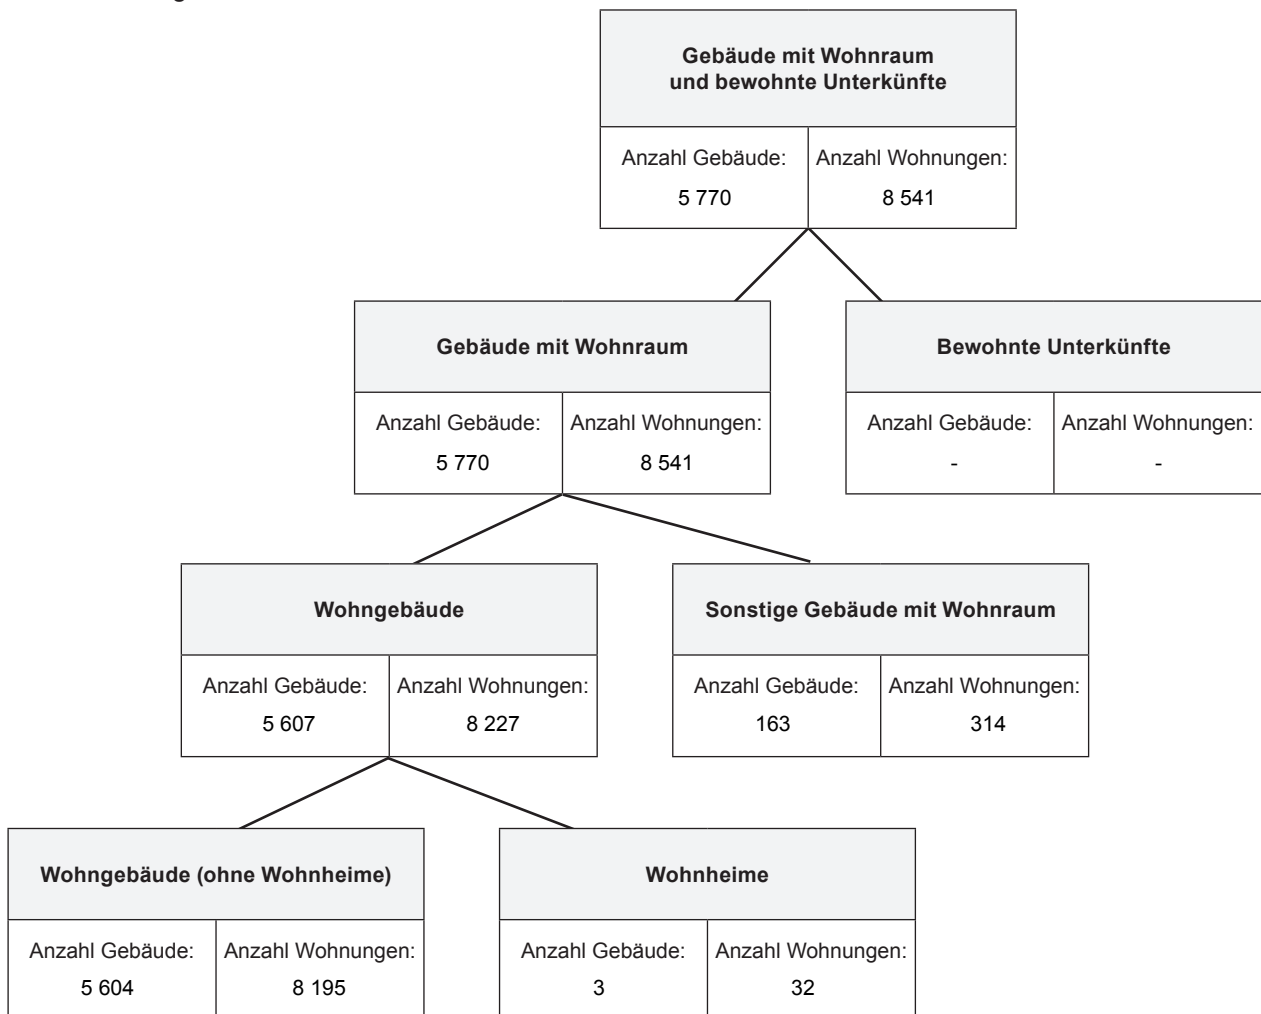 Gebäude mit Wohnraum
und bewohnte Unterkünfte
Anzahl Gebäude: Anzahl Wohnungen:
5 770 8 541
Gebäude mit Wohnraum Bewohnte Unterkünfte
Anzahl Gebäude: Anzahl Wohnungen: Anzahl Gebäude: Anzahl Wohnungen:
5 770 8 541 - -
Wohngebäude Sonstige Gebäude mit Wohnraum
Anzahl Gebäude: Anzahl Wohnungen: Anzahl Gebäude: Anzahl Wohnungen:
5 607 8 227 163 314
Wohngebäude (ohne Wohnheime) Wohnheime
Anzahl Gebäude: Anzahl Wohnungen: Anzahl Gebäude: Anzahl Wohnungen:
5 604 8 195 3 32